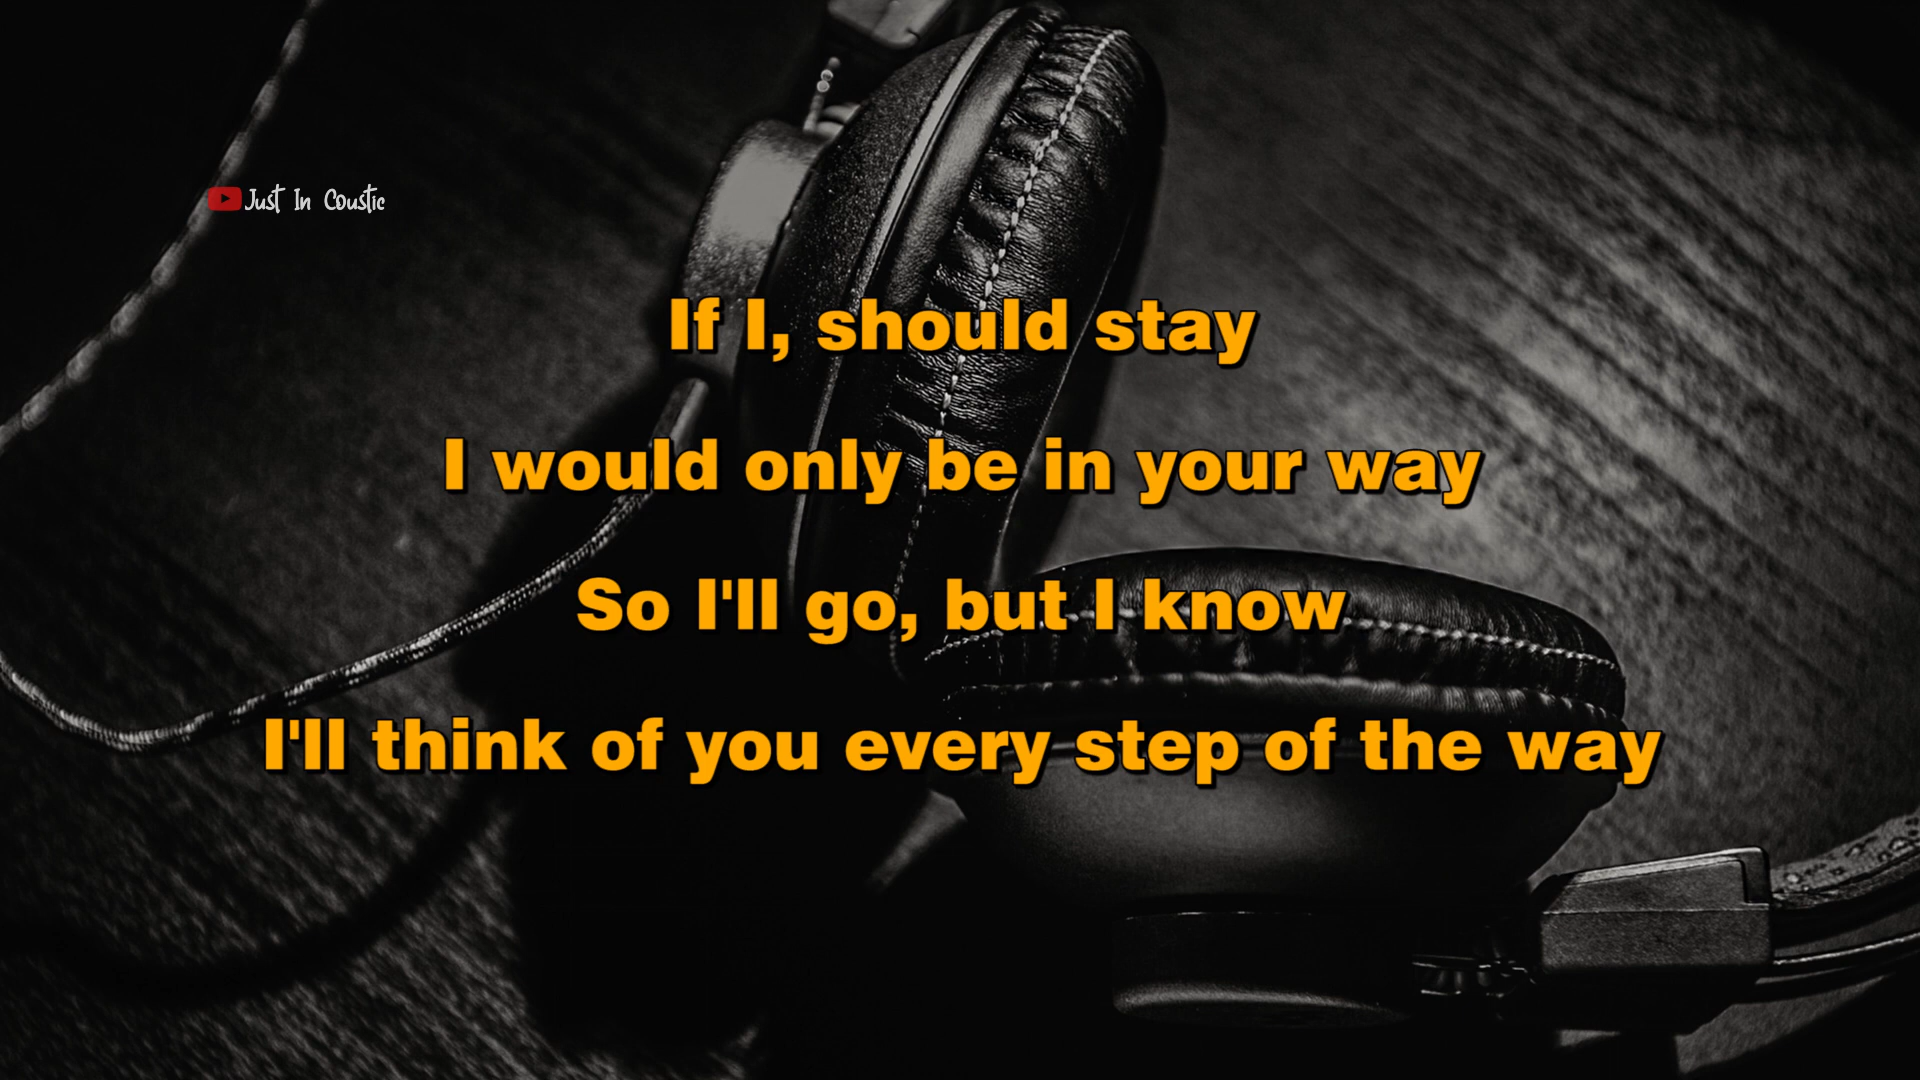 Just In Coustic
If I, should stay
I would only be in your way
So I'll go, but I know
I'll think of you every step of the way